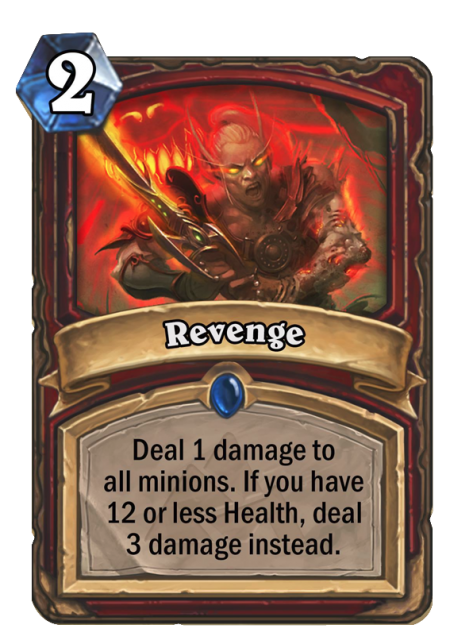 2
Revenge
Deal 1 damage to
all minions. If you have
12 or less Health, deal
3 damage instead.